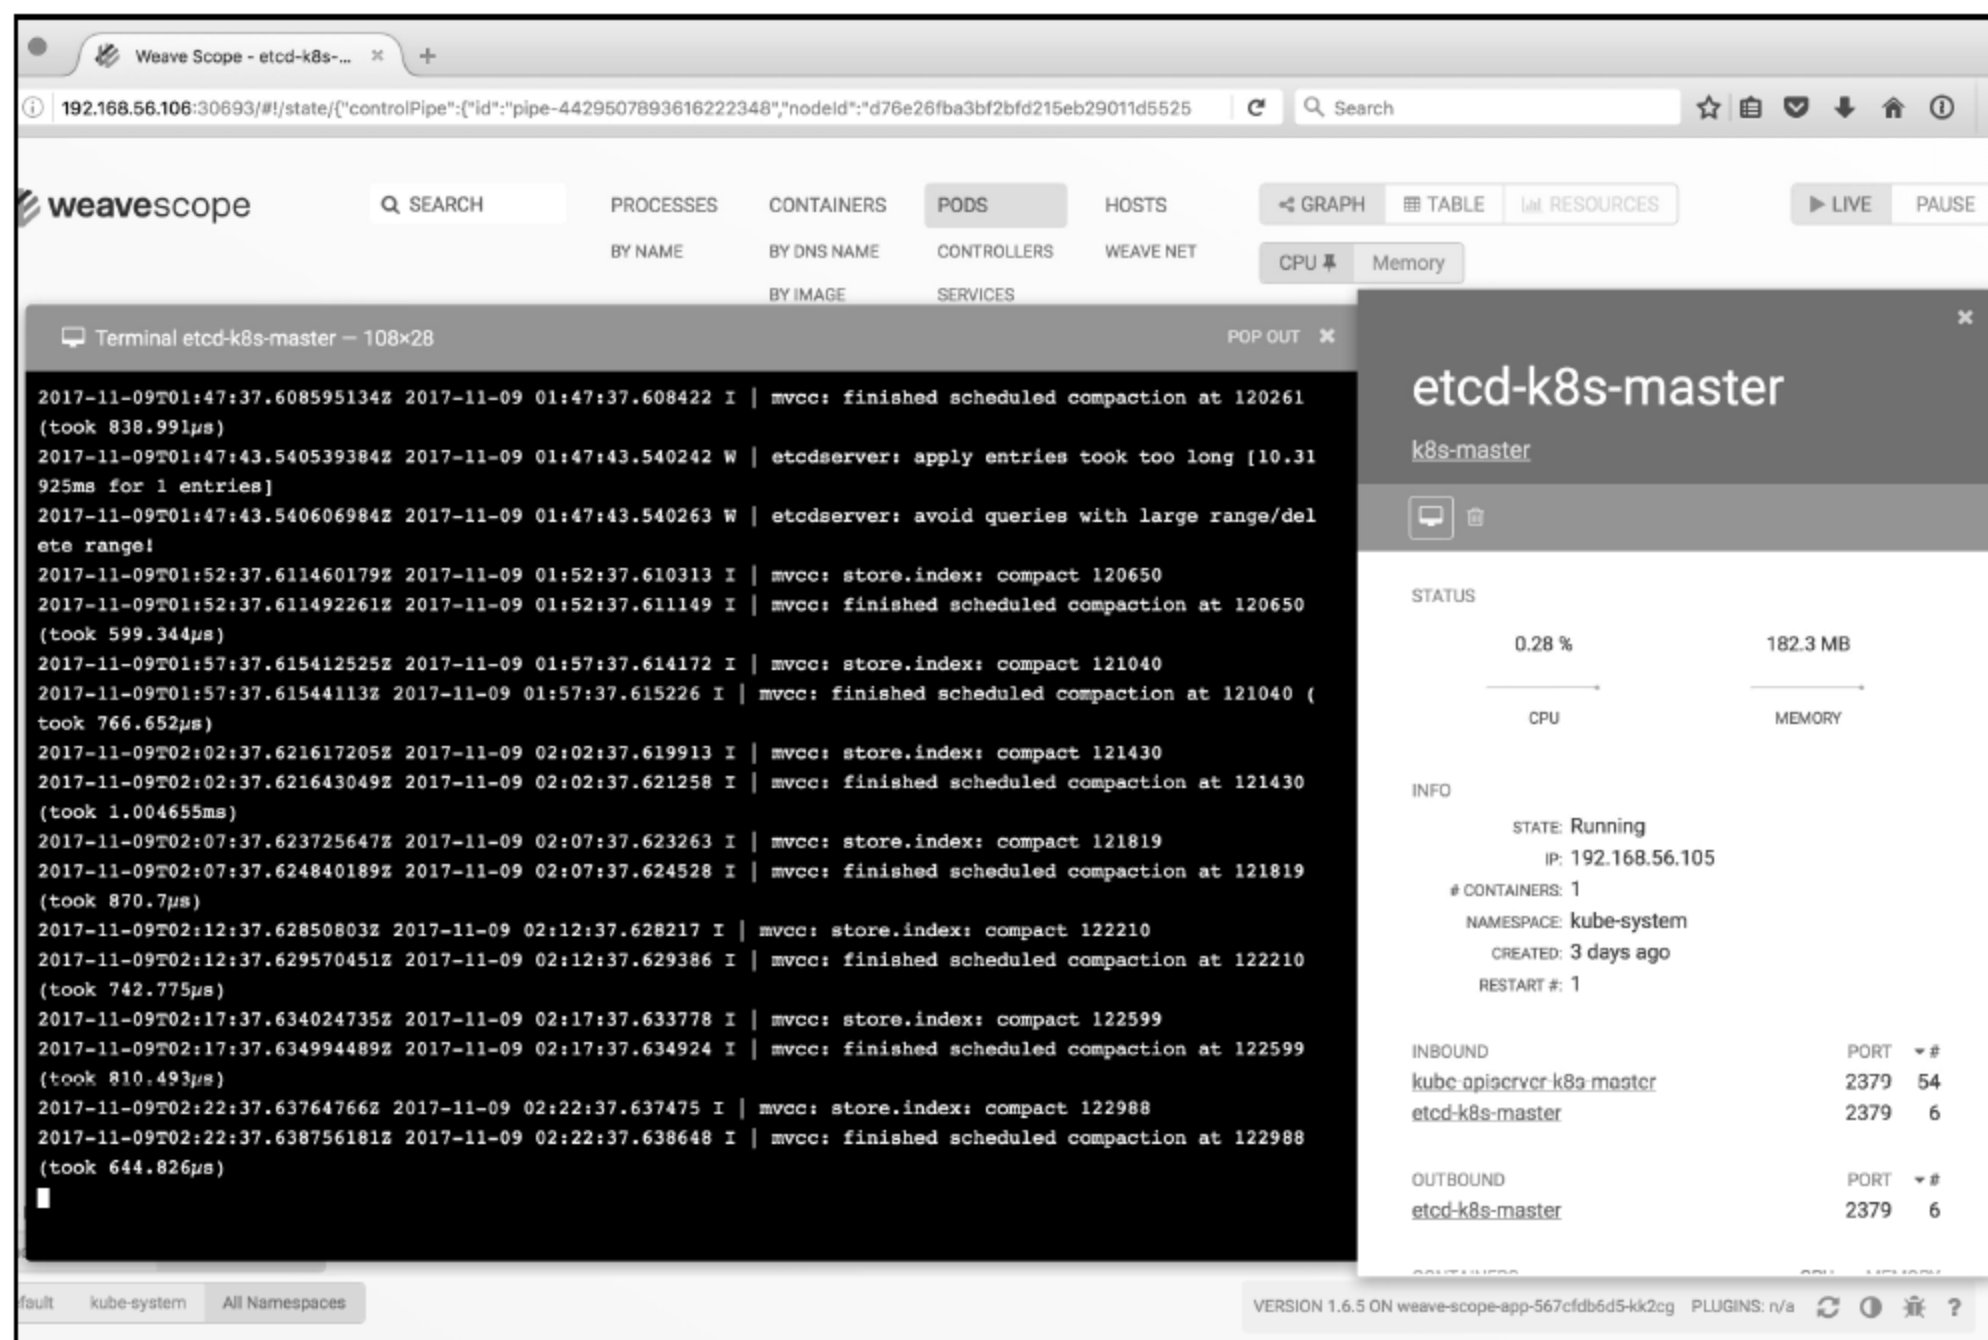 Weave Scope - etcd-k8s-...
192.168.56.106:30693/#!/state/{"controlPipe":{"id":"pipe-4429507893616222348","nodeId":"d76e26fba3bf2bfd215eb29011d5525
Search
weavescope
SEARCH
PROCESSES CONTAINERS PODS HOSTS
GRAPH TABLE RESOURCES
LIVE PAUSE
BY NAME BY DNS NAME CONTROLLERS WEAVE NET
CPU Memory
BY IMAGE SERVICES
Terminal etcd-k8s-master — 108×28
POP OUT
2017-11-09T01:47:37.608595134Z 2017-11-09 01:47:37.608422 I | mvcc: finished scheduled compaction at 120261
(took 838.991µs)
2017-11-09T01:47:43.540539384Z 2017-11-09 01:47:43.540242 W | etcdserver: apply entries took too long [10.31
925ms for 1 entries]
2017-11-09T01:47:43.540606984Z 2017-11-09 01:47:43.540263 W | etcdserver: avoid queries with large range/del
ete range!
2017-11-09T01:52:37.611460179Z 2017-11-09 01:52:37.610313 I | mvcc: store.index: compact 120650
2017-11-09T01:52:37.611492261Z 2017-11-09 01:52:37.611149 I | mvcc: finished scheduled compaction at 120650
(took 599.344µs)
2017-11-09T01:57:37.615412525Z 2017-11-09 01:57:37.614172 I | mvcc: store.index: compact 121040
2017-11-09T01:57:37.61544113Z 2017-11-09 01:57:37.615226 I | mvcc: finished scheduled compaction at 121040 (
took 766.652µs)
2017-11-09T02:02:37.621617205Z 2017-11-09 02:02:37.619913 I | mvcc: store.index: compact 121430
2017-11-09T02:02:37.621643049Z 2017-11-09 02:02:37.621258 I | mvcc: finished scheduled compaction at 121430
(took 1.004655ms)
2017-11-09T02:07:37.623725647Z 2017-11-09 02:07:37.623263 I | mvcc: store.index: compact 121819
2017-11-09T02:07:37.624840189Z 2017-11-09 02:07:37.624528 I | mvcc: finished scheduled compaction at 121819
(took 870.7µs)
2017-11-09T02:12:37.62850803Z 2017-11-09 02:12:37.628217 I | mvcc: store.index: compact 122210
2017-11-09T02:12:37.629570451Z 2017-11-09 02:12:37.629386 I | mvcc: finished scheduled compaction at 122210
(took 742.775µs)
2017-11-09T02:17:37.634024735Z 2017-11-09 02:17:37.633778 I | mvcc: store.index: compact 122599
2017-11-09T02:17:37.634994489Z 2017-11-09 02:17:37.634924 I | mvcc: finished scheduled compaction at 122599
(took 810.493µs)
2017-11-09T02:22:37.63764766Z 2017-11-09 02:22:37.637475 I | mvcc: store.index: compact 122988
2017-11-09T02:22:37.638756181Z 2017-11-09 02:22:37.638648 I | mvcc: finished scheduled compaction at 122988
(took 644.826µs)
etcd-k8s-master
k8s-master
STATUS
0.28 % 182.3 MB
CPU MEMORY
INFO
STATE: Running
IP: 192.168.56.105
# CONTAINERS: 1
NAMESPACE: kube-system
CREATED: 3 days ago
RESTART #: 1
INBOUND PORT #
kube-apiserver-k8s-master 2379 54
etcd-k8s-master 2379 6
OUTBOUND PORT #
etcd-k8s-master 2379 6
kube-system All Namespaces
VERSION 1.6.5 ON weave-scope-app-567cfdb6d5-kk2cg PLUGINS: n/a ?